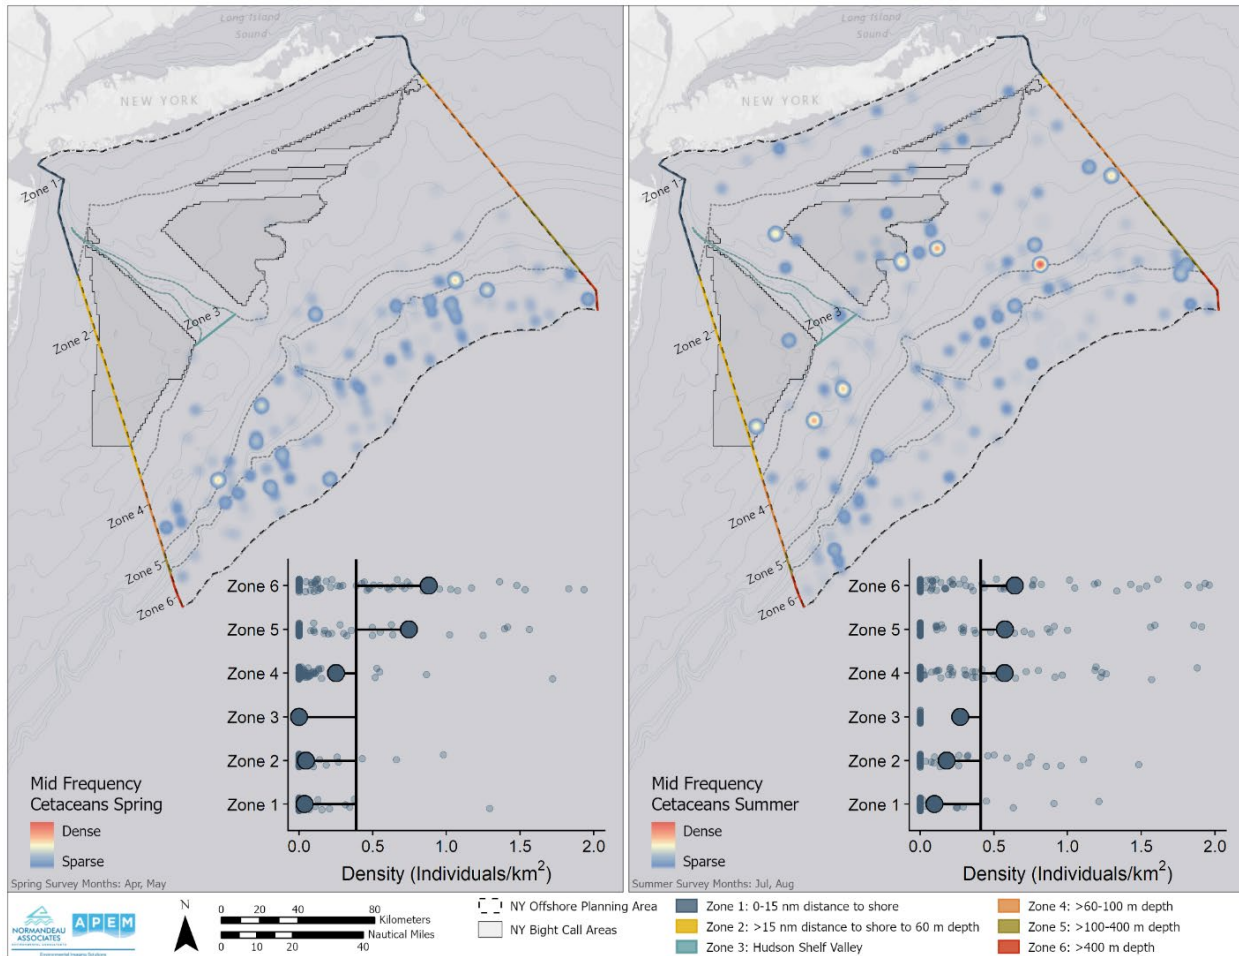 Long Island
Sound
NEW YORK
Zone 1
Zone 2
Zone 3
Zone 4
Zone 5
Zone 6
Zone 6
Zone 5
Zone 4
Zone 3
Zone 2
Zone 1
0.0 0.5 1.0 1.5 2.0
Density (Individuals/km²)
Mid Frequency
Cetaceans Spring
Dense
Sparse
Spring Survey Months: Apr, May
Long Island
Sound
NEW YORK
Zone 1
Zone 2
Zone 3
Zone 4
Zone 5
Zone 6
Zone 6
Zone 5
Zone 4
Zone 3
Zone 2
Zone 1
0.0 0.5 1.0 1.5 2.0
Density (Individuals/km²)
Mid Frequency
Cetaceans Summer
Dense
Sparse
Summer Survey Months: Jul, Aug
NORMANDEAU
ASSOCIATES
ENVIRONMENTAL CONSULTANTS
APEM
N
0 20 40 80
Kilometers
Nautical Miles
0 10 20 40
NY Offshore Planning Area
NY Bight Call Areas
Zone 1: 0-15 nm distance to shore
Zone 2: >15 nm distance to shore to 60 m depth
Zone 3: Hudson Shelf Valley
Zone 4: >60-100 m depth
Zone 5: >100-400 m depth
Zone 6: >400 m depth